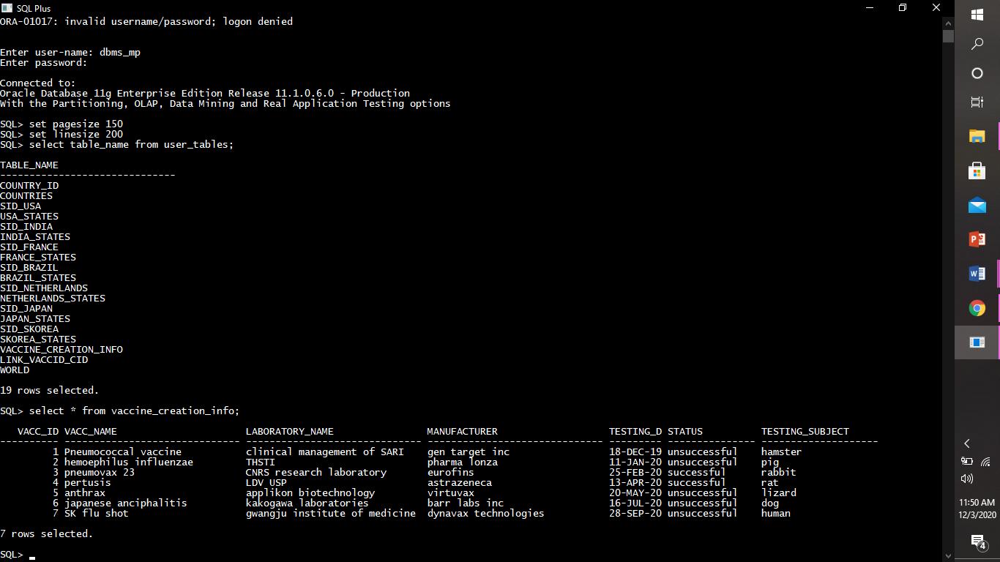 SQL Plus
ORA-01017: invalid username/password; logon denied
Enter user-name: dbms_mp
Enter password:
Connected to:
Oracle Database 11g Enterprise Edition Release 11.1.0.6.0 - Production
With the Partitioning, OLAP, Data Mining and Real Application Testing options
SQL> set pagesize 150
SQL> set linesize 200
SQL> select table_name from user_tables;
TABLE_NAME
------------------------------
COUNTRY_ID
COUNTRIES
SID_USA
USA_STATES
SID_INDIA
INDIA_STATES
SID_FRANCE
FRANCE_STATES
SID_BRAZIL
BRAZIL_STATES
SID_NETHERLANDS
NETHERLANDS_STATES
SID_JAPAN
JAPAN_STATES
SID_SKOREA
SKOREA_STATES
VACCINE_CREATION_INFO
LINK_VACCID_CID
WORLD
19 rows selected.
SQL> select * from vaccine_creation_info;
VACC_ID VACC_NAME LABORATORY_NAME MANUFACTURER TESTING_D STATUS TESTING_SUBJECT
---------- ------------------------------ ------------------------------ ------------------------------ --------- --------------- --------------------
1 Pneumococcal vaccine clinical management of SARI gen target inc 18-DEC-19 unsuccessful hamster
2 hemoephilus influenzae THSTI pharma lonza 11-JAN-20 unsuccessful pig
3 pneumovax 23 CNRS research laboratory eurofins 25-FEB-20 successful rabbit
4 pertusis LDV USP astrazeneca 13-APR-20 successful rat
5 anthrax applikon biotechnology virtuvax 20-MAY-20 unsuccessful lizard
6 japanese anciphalitis kakogawa laboratories barr labs inc 16-JUL-20 unsuccessful dog
7 SK flu shot gwangju institute of medicine dynavax technologies 28-SEP-20 unsuccessful human
7 rows selected.
SQL>
11:50 AM
12/3/2020
4